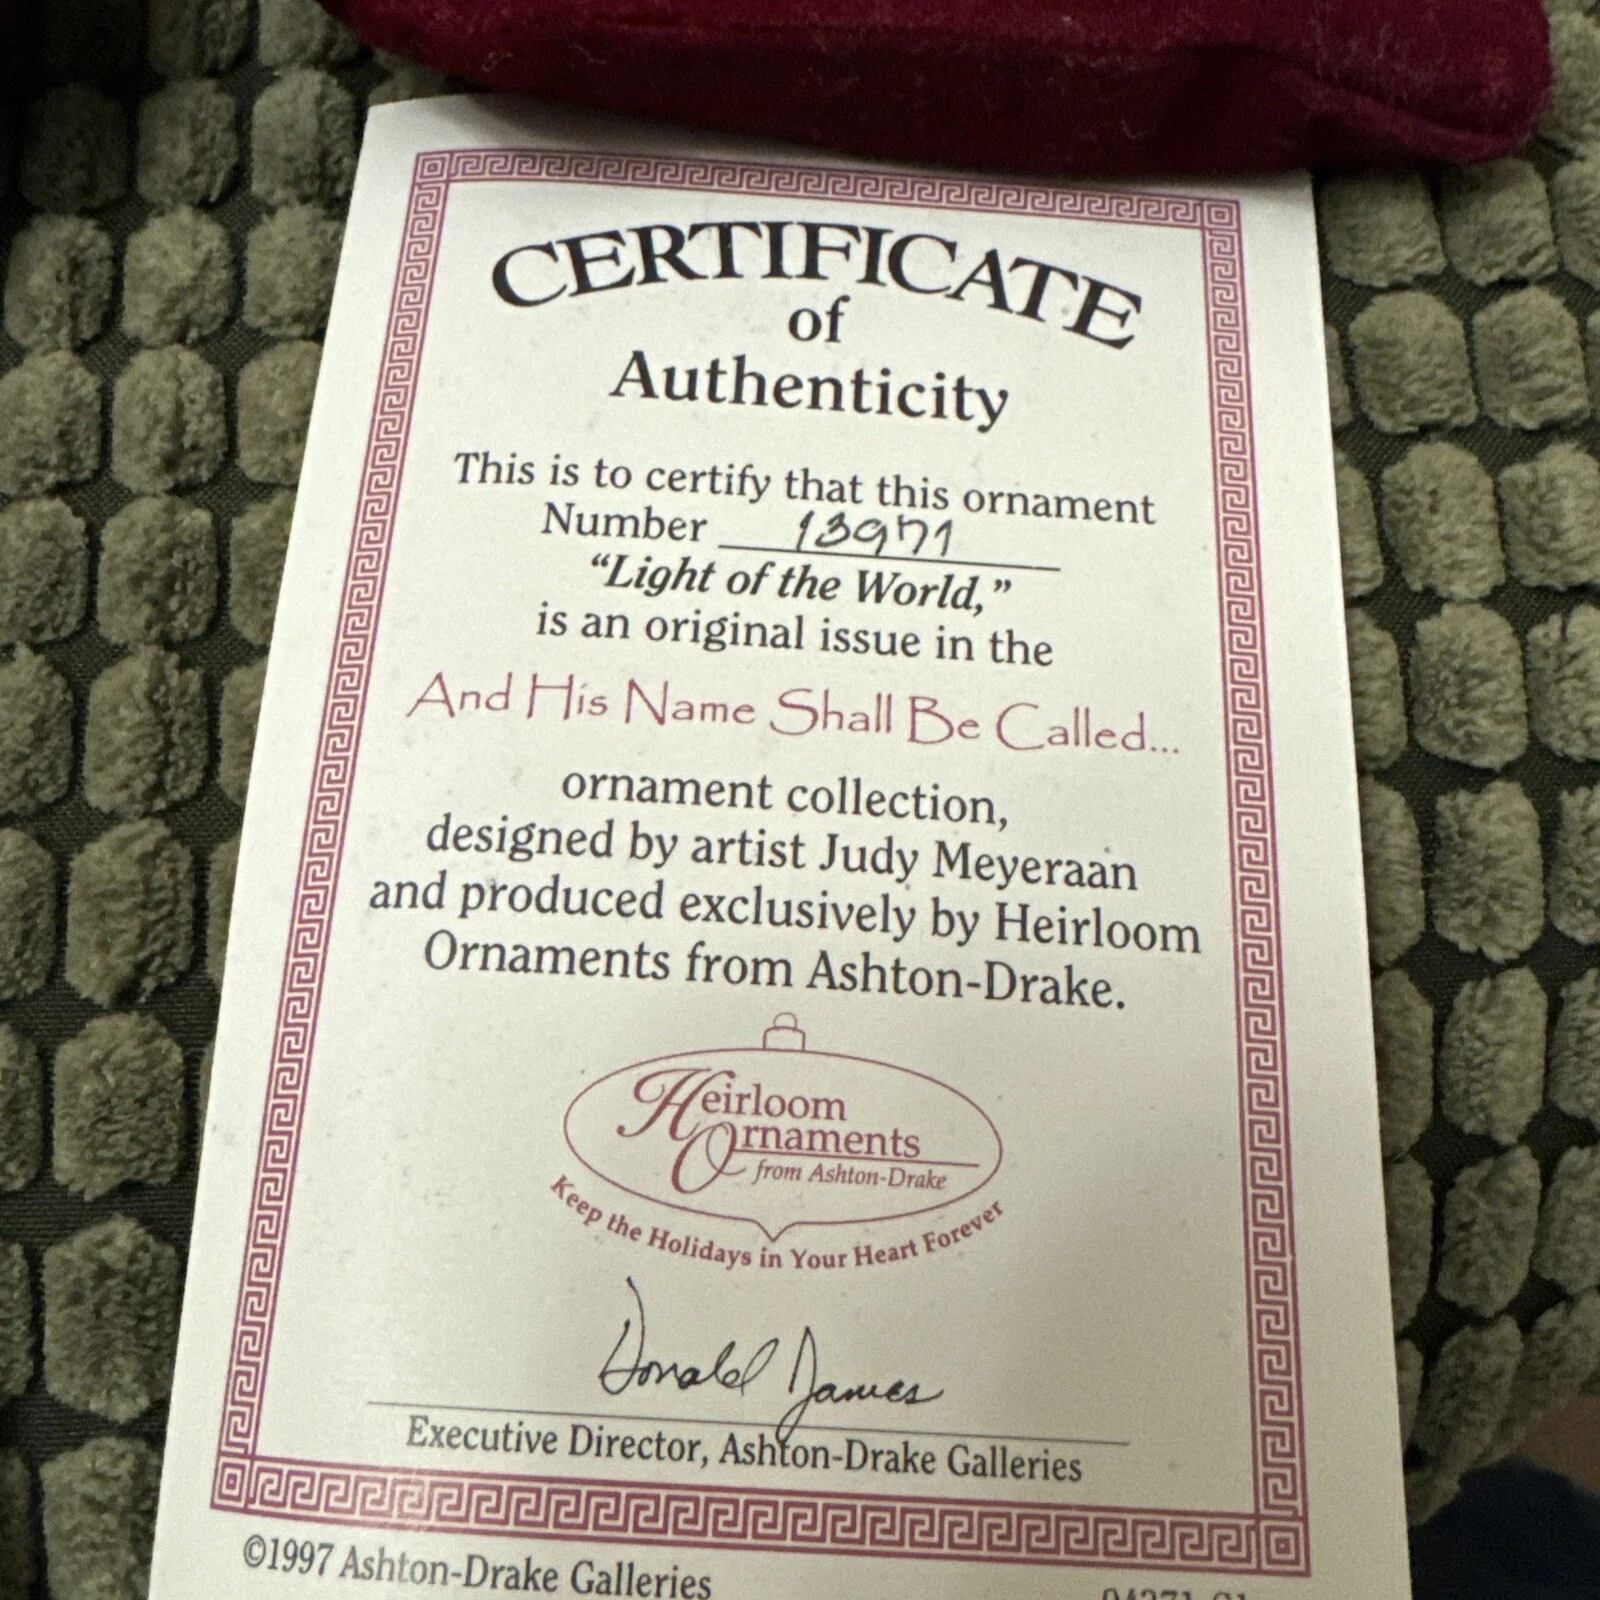 CERTIFICATE
of
Authenticity
This is to certify that this ornament
Number 13971
“Light of the World,”
is an original issue in the
And His Name Shall Be Called...
ornament collection,
designed by artist Judy Meyeraan
and produced exclusively by Heirloom
Ornaments from Ashton-Drake.
Heirloom
Ornaments
from Ashton-Drake
Keep the Holidays in Your Heart Forever
Donald James
Executive Director, Ashton-Drake Galleries
©1997 Ashton-Drake Galleries